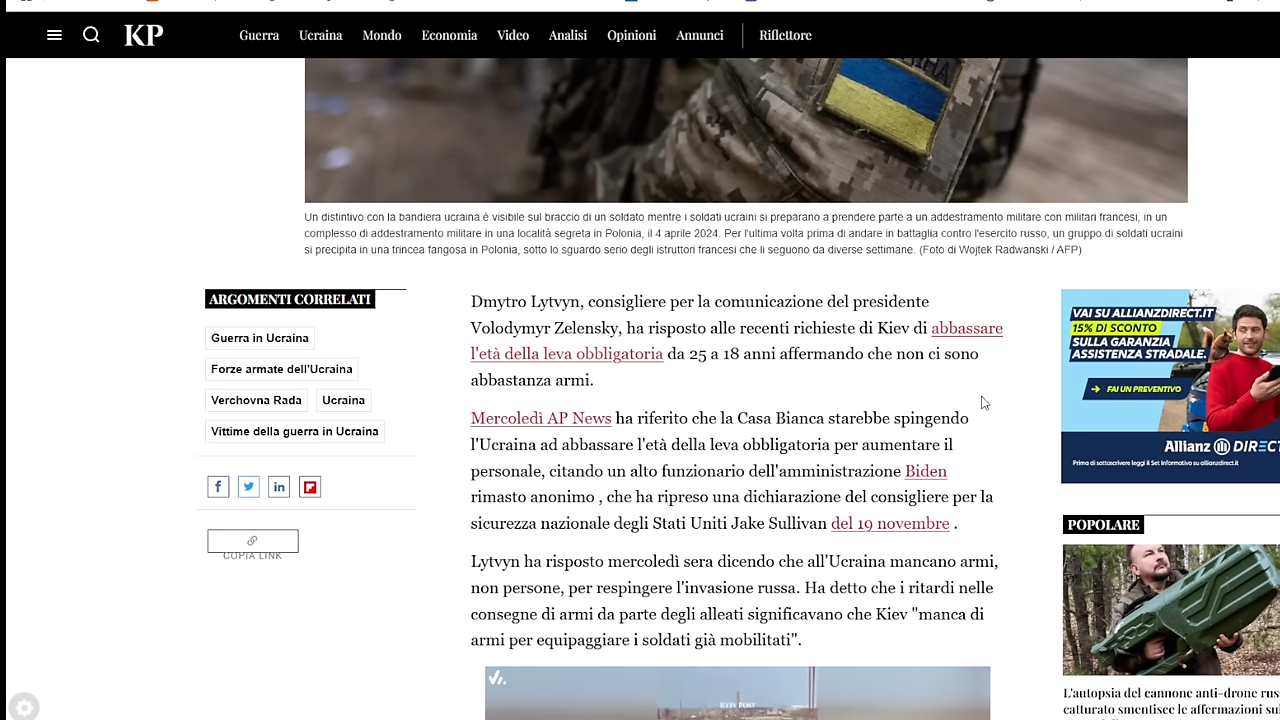 KP
Guerra
Ucraina
Mondo
Economia
Video
Analisi
Opinioni
Annunci
Riflettore
Un distintivo con la bandiera ucraina è visibile sul braccio di un soldato mentre i soldati ucraini si preparano a prendere parte a un addestramento militare con militari francesi, in un
complesso di addestramento militare in una località segreta in Polonia, il 4 aprile 2024. Per l'ultima volta prima di andare in battaglia contro l'esercito russo, un gruppo di soldati ucraini
si precipita in una trincea fangosa in Polonia, sotto lo sguardo serio degli istruttori francesi che li seguono da diverse settimane. (Foto di Wojtek Radwanski / AFP)
ARGOMENTI CORRELATI
Guerra in Ucraina
Forze armate dell'Ucraina
Verchovna Rada
Ucraina
Vittime della guerra in Ucraina
COPIA LINK
Dmytro Lytvyn, consigliere per la comunicazione del presidente
Volodymyr Zelensky, ha risposto alle recenti richieste di Kiev di abbassare
l'età della leva obbligatoria da 25 a 18 anni affermando che non ci sono
abbastanza armi.
Mercoledì AP News ha riferito che la Casa Bianca starebbe spingendo
l'Ucraina ad abbassare l'età della leva obbligatoria per aumentare il
personale, citando un alto funzionario dell'amministrazione Biden
rimasto anonimo , che ha ripreso una dichiarazione del consigliere per la
sicurezza nazionale degli Stati Uniti Jake Sullivan del 19 novembre .
Lytvyn ha risposto mercoledì sera dicendo che all'Ucraina mancano armi,
non persone, per respingere l'invasione russa. Ha detto che i ritardi nelle
consegne di armi da parte degli alleati significavano che Kiev "manca di
armi per equipaggiare i soldati già mobilitati".
KYIV POST
VAI SU ALLIANZDIRECT.IT
15% DI SCONTO
SULLA GARANZIA
ASSISTENZA STRADALE.
FAI UN PREVENTIVO
Allianz DIRECT
Prima di sottoscrivere leggi il Set Informativo su allianzdirect.it
POPOLARE
L'autopsia del cannone anti-drone rus
catturato smentisce le affermazioni su